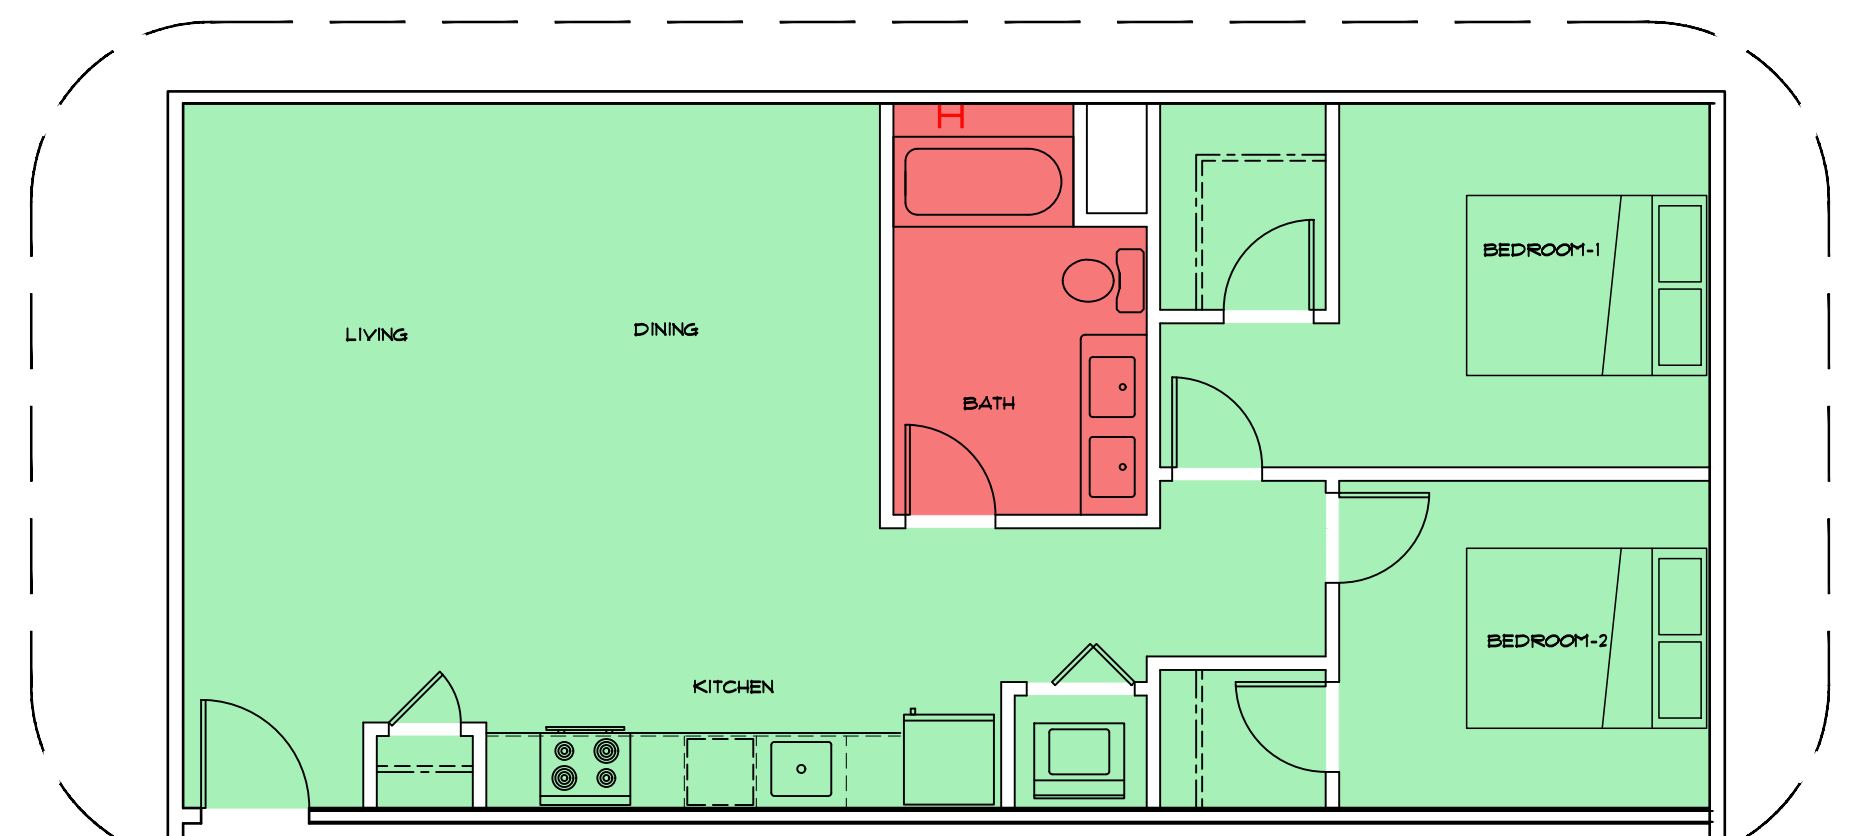 H
BEDROOM-1
LIVING
DINING
BATH
BEDROOM-2
KITCHEN